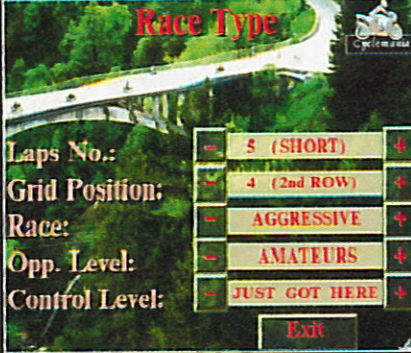 Race Type
Cyclemania
Laps No.: - 5 (SHORT) +
Grid Position: - 4 (2nd ROW) +
Race: - AGGRESSIVE +
Opp. Level: - AMATEURS +
Control Level: - JUST GOT HERE +
Exit